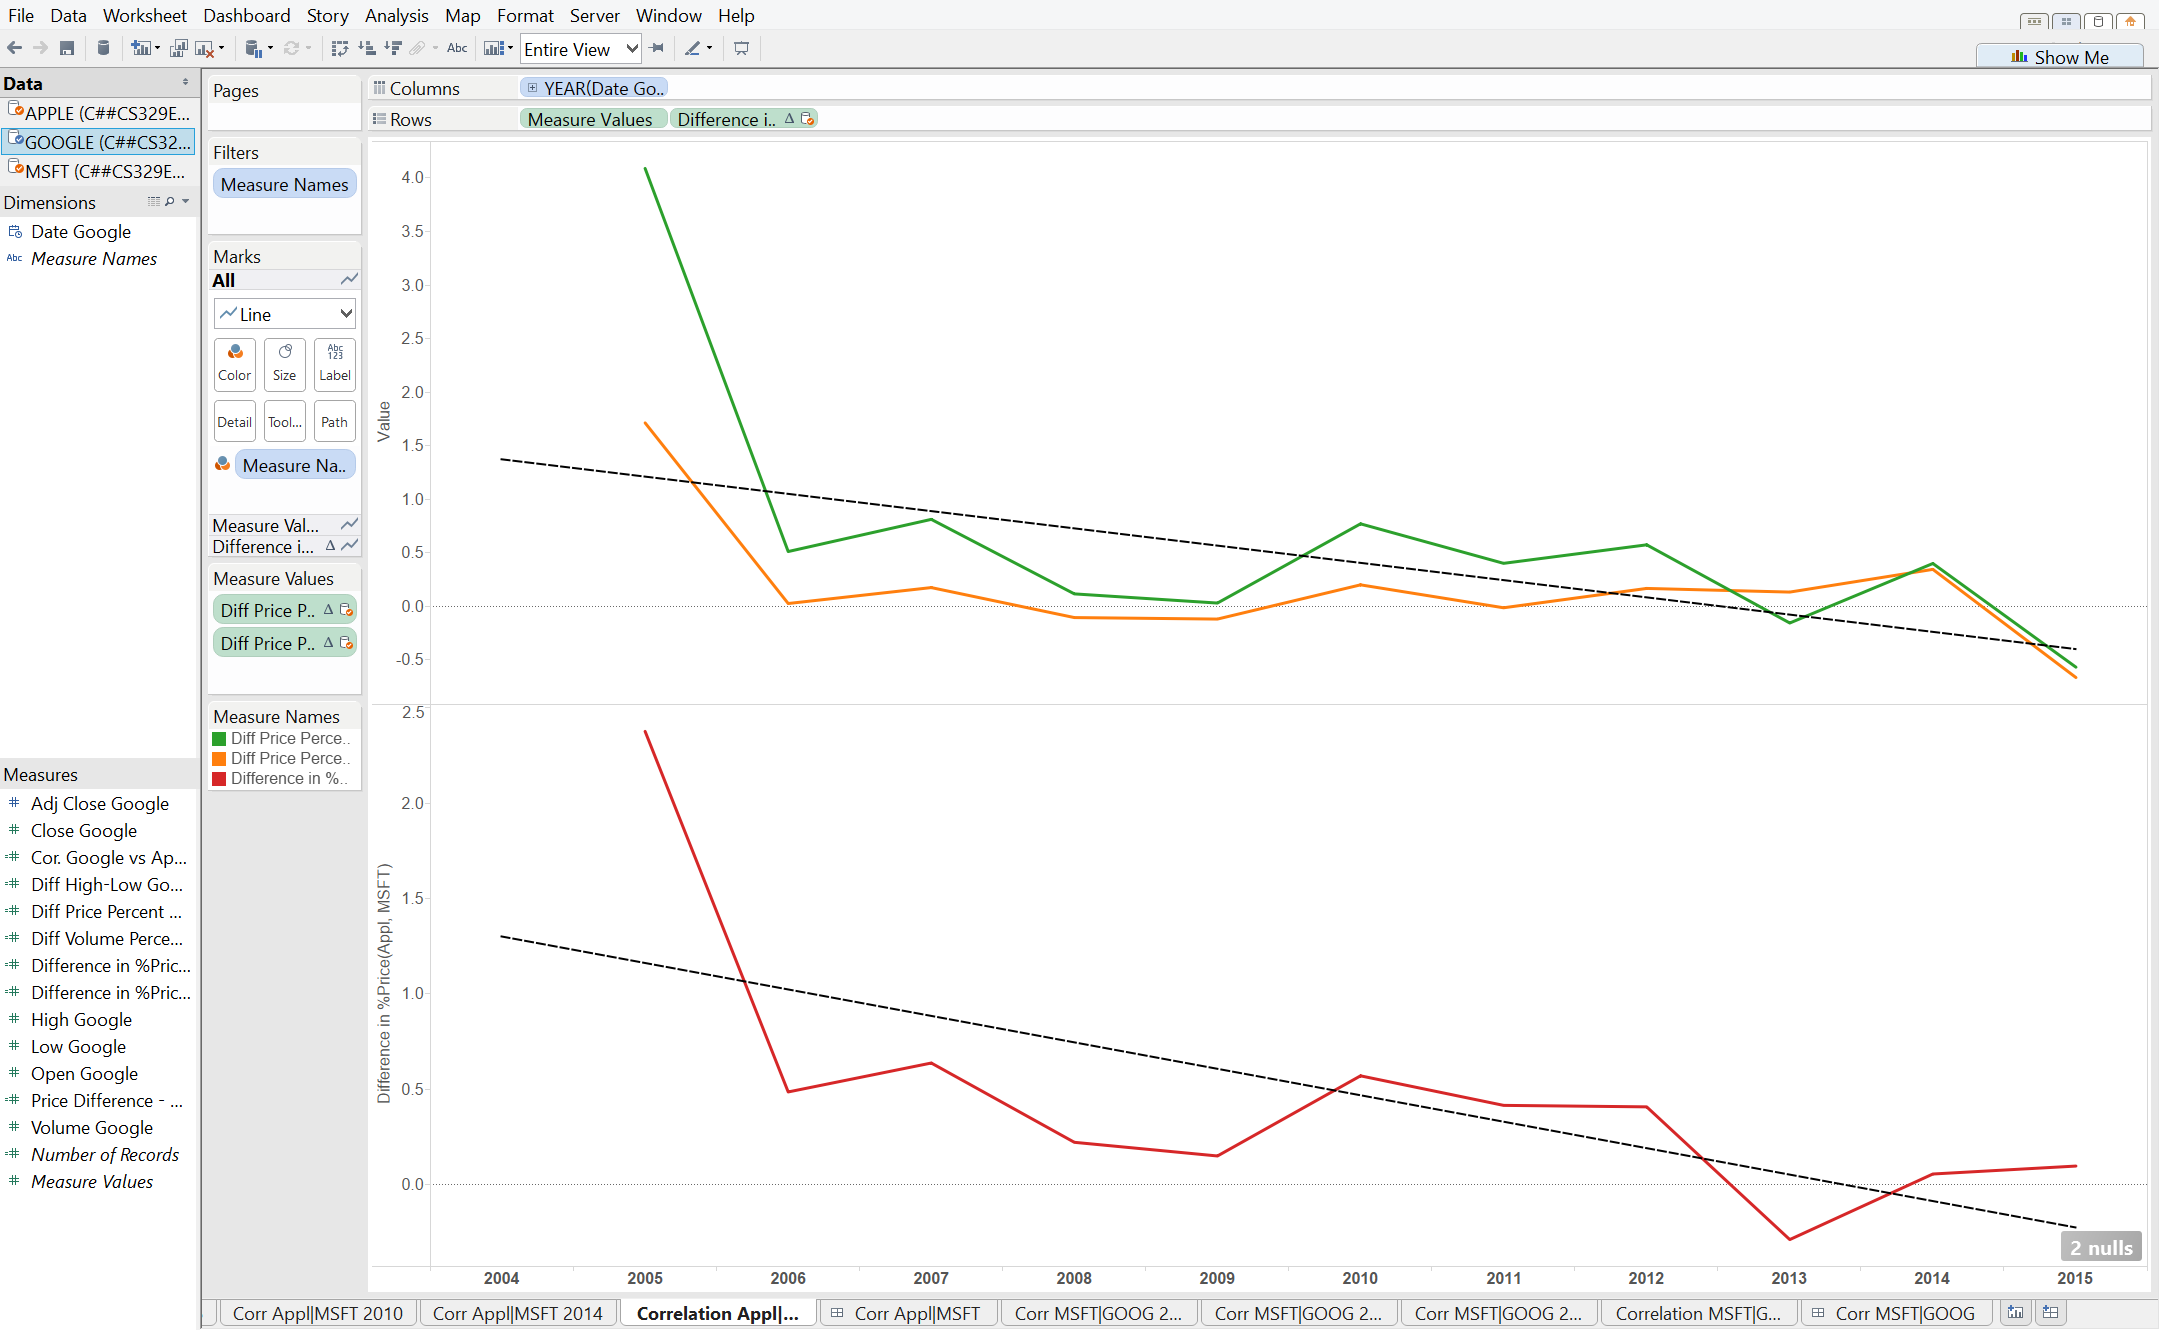 File Data Worksheet Dashboard Story Analysis Map Format Server Window Help
Abc Entire View Show Me
Data
APPLE (C##CS329E...
GOOGLE (C##CS32...
MSFT (C##CS329E...
Dimensions
Date Google
Abc Measure Names
Measures
Adj Close Google
Close Google
Cor. Google vs Ap...
Diff High-Low Go...
Diff Price Percent ...
Diff Volume Perce...
Difference in %Pric...
Difference in %Pric...
High Google
Low Google
Open Google
Price Difference - ...
Volume Google
Number of Records
Measure Values
Pages
Filters
Measure Names
Marks
All
Line
Color Size Abc 123 Label
Detail Tool... Path
Measure Na..
Measure Val...
Difference i... Δ
Measure Values
Diff Price P.. Δ
Diff Price P.. Δ
Measure Names
Diff Price Perce..
Diff Price Perce..
Difference in %..
Columns YEAR(Date Go..
Rows Measure Values Difference i.. Δ
Value
4.0
3.5
3.0
2.5
2.0
1.5
1.0
0.5
0.0
-0.5
Difference in %Price(Appl, MSFT)
2.5
2.0
1.5
1.0
0.5
0.0
2 nulls
2004 2005 2006 2007 2008 2009 2010 2011 2012 2013 2014 2015
Corr Appl|MSFT 2010 Corr Appl|MSFT 2014 Correlation Appl|... Corr Appl|MSFT Corr MSFT|GOOG 2... Corr MSFT|GOOG 2... Corr MSFT|GOOG 2... Correlation MSFT|G... Corr MSFT|GOOG